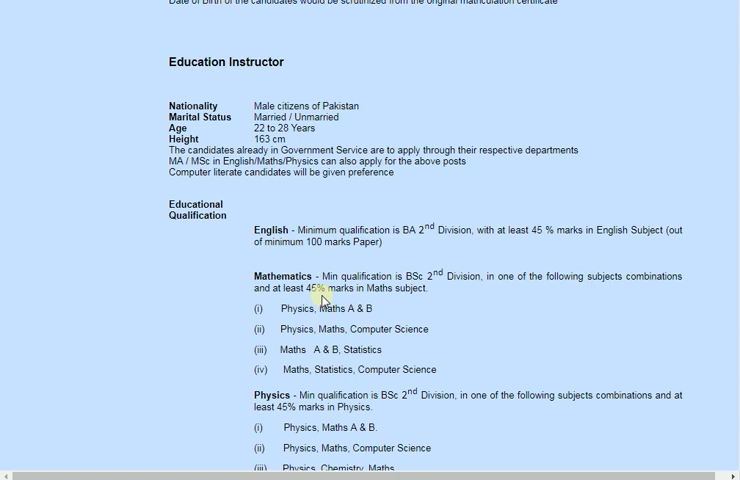 Date of Birth of the candidates would be scrutinized from the original matriculation certificate
Education Instructor
Nationality Male citizens of Pakistan
Marital Status Married / Unmarried
Age 22 to 28 Years
Height 163 cm
The candidates already in Government Service are to apply through their respective departments
MA / MSc in English/Maths/Physics can also apply for the above posts
Computer literate candidates will be given preference
Educational
Qualification
English - Minimum qualification is BA 2nd Division, with at least 45 % marks in English Subject (out
of minimum 100 marks Paper)
Mathematics - Min qualification is BSc 2nd Division, in one of the following subjects combinations
and at least 45% marks in Maths subject.
(i) Physics, Maths A & B
(ii) Physics, Maths, Computer Science
(iii) Maths A & B, Statistics
(iv) Maths, Statistics, Computer Science
Physics - Min qualification is BSc 2nd Division, in one of the following subjects combinations and at
least 45% marks in Physics.
(i) Physics, Maths A & B.
(ii) Physics, Maths, Computer Science
(iii) Physics, Chemistry, Maths